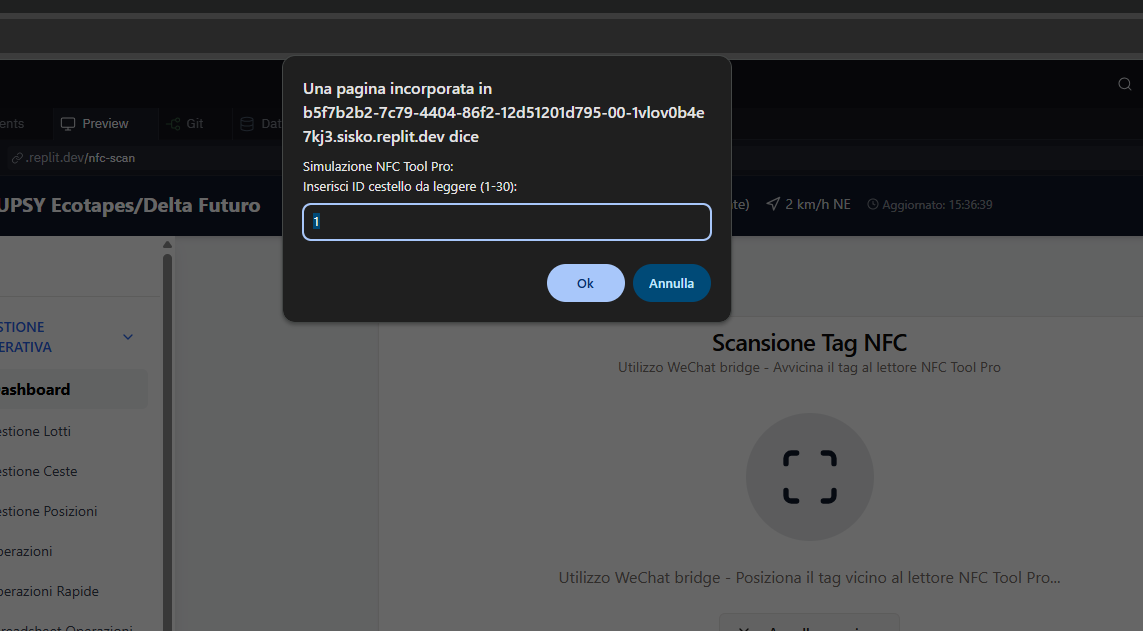 Una pagina incorporata in
b5f7b2b2-7c79-4404-86f2-12d51201d795-00-1vlov0b4e
7kj3.sisko.replit.dev dice
Simulazione NFC Tool Pro:
Inserisci ID cestello da leggere (1-30):
1
Ok
Annulla
ents
Preview
Git
Dat
.replit.dev/nfc-scan
UPSY Ecotapes/Delta Futuro
te)
2 km/h NE
Aggiornato: 15:36:39
STIONE
ERATIVA
ashboard
estione Lotti
estione Ceste
estione Posizioni
perazioni
perazioni Rapide
Scansione Tag NFC
Utilizzo WeChat bridge - Avvicina il tag al lettore NFC Tool Pro
Utilizzo WeChat bridge - Posiziona il tag vicino al lettore NFC Tool Pro...